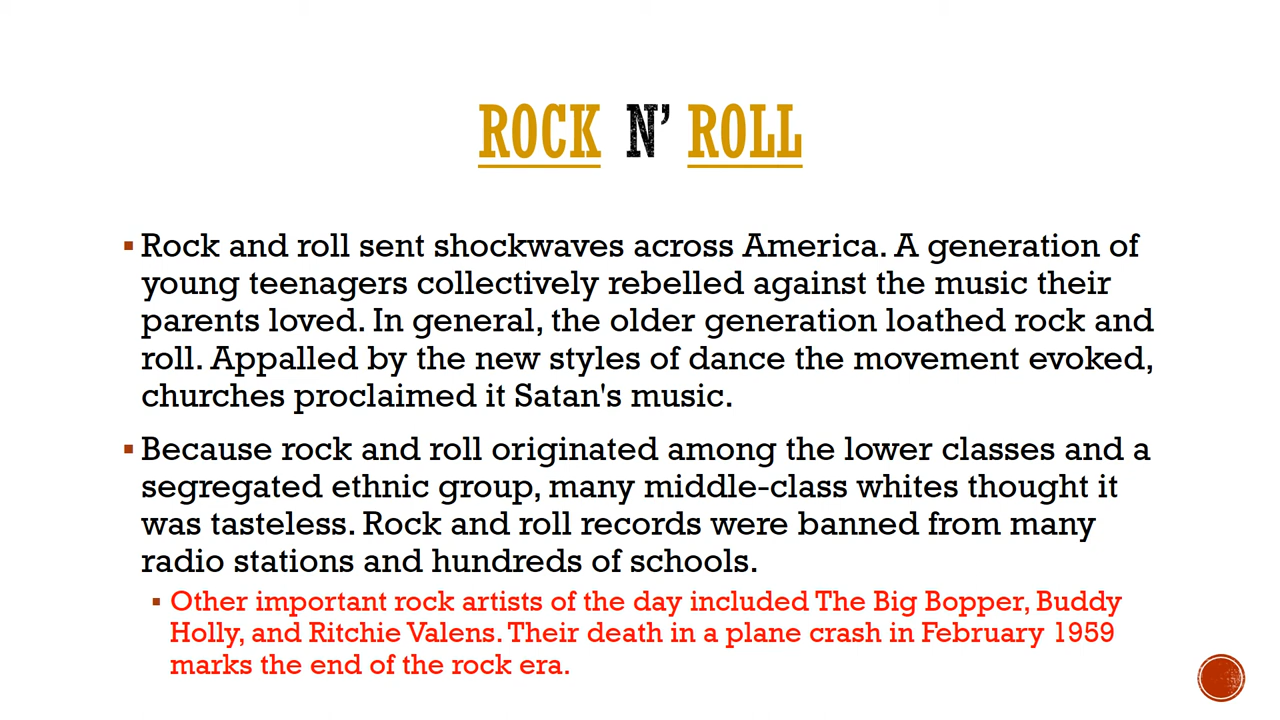 ROCK N’ ROLL
▪ Rock and roll sent shockwaves across America. A generation of
young teenagers collectively rebelled against the music their
parents loved. In general, the older generation loathed rock and
roll. Appalled by the new styles of dance the movement evoked,
churches proclaimed it Satan's music.
▪ Because rock and roll originated among the lower classes and a
segregated ethnic group, many middle-class whites thought it
was tasteless. Rock and roll records were banned from many
radio stations and hundreds of schools.
▪ Other important rock artists of the day included The Big Bopper, Buddy
Holly, and Ritchie Valens. Their death in a plane crash in February 1959
marks the end of the rock era.